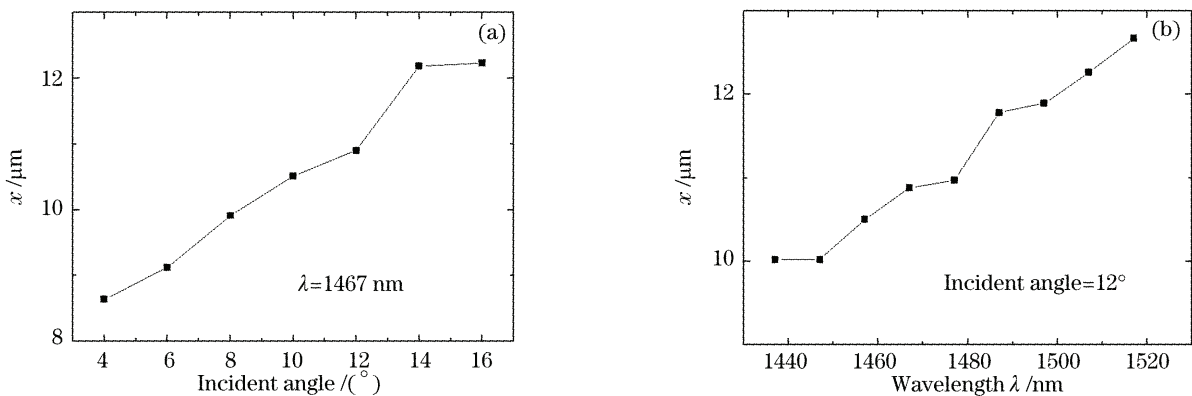 (a)
12
10
8
x /μm
λ=1467 nm
4 6 8 10 12 14 16
Incident angle /(°)
(b)
12
10
x /μm
Incident angle=12°
1440 1460 1480 1500 1520
Wavelength λ /nm